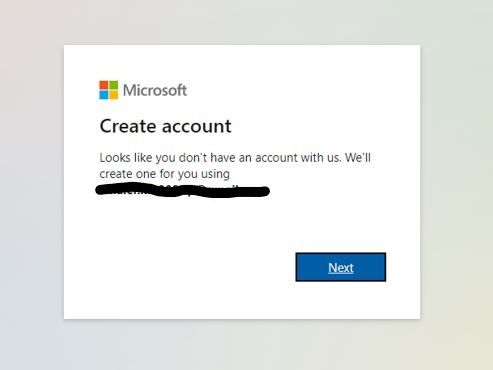 Microsoft
Create account
Looks like you don't have an account with us. We'll
create one for you using
Next